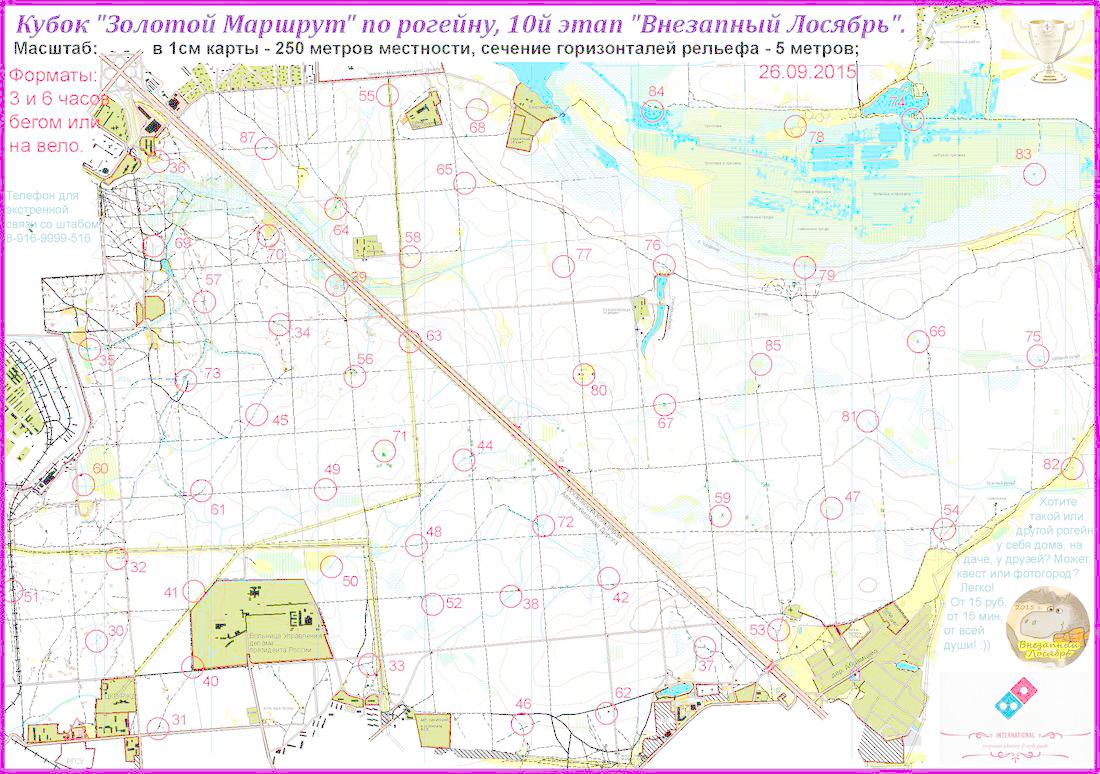 Кубок "Золотой Маршрут" по рогейну, 10й этап "Внезапный Лосябрь".
Масштаб: в 1см карты - 250 метров местности, сечение горизонталей рельефа - 5 метров;
26.09.2015
Форматы:
3 и 6 часов
бегом или
на вело.
Телефон для
экстренной
связи со штабом
8-916-9999-516
55
84
74
68
78
87
36
83
65
64
69
70
58
76
77
79
57
39
34
63
66
75
35
85
56
73
80
67
45
81
71
44
60
49
82
61
59
47
54
72
48
32
50
51
41
52
38
42
30
53
33
37
40
62
31
46
Больница Управления
делами
президента России
дер. Абрамцево
РГСУ
Хотите
такой или
другой рогейн
у себя дома, на
даче, у друзей? Может,
квест или фотогород?
Легко!
- От 15 руб,
от 15 мин,
от всей
души! :))
2015 г.
Внезапный
Лосябрь
INTERNATIONAL